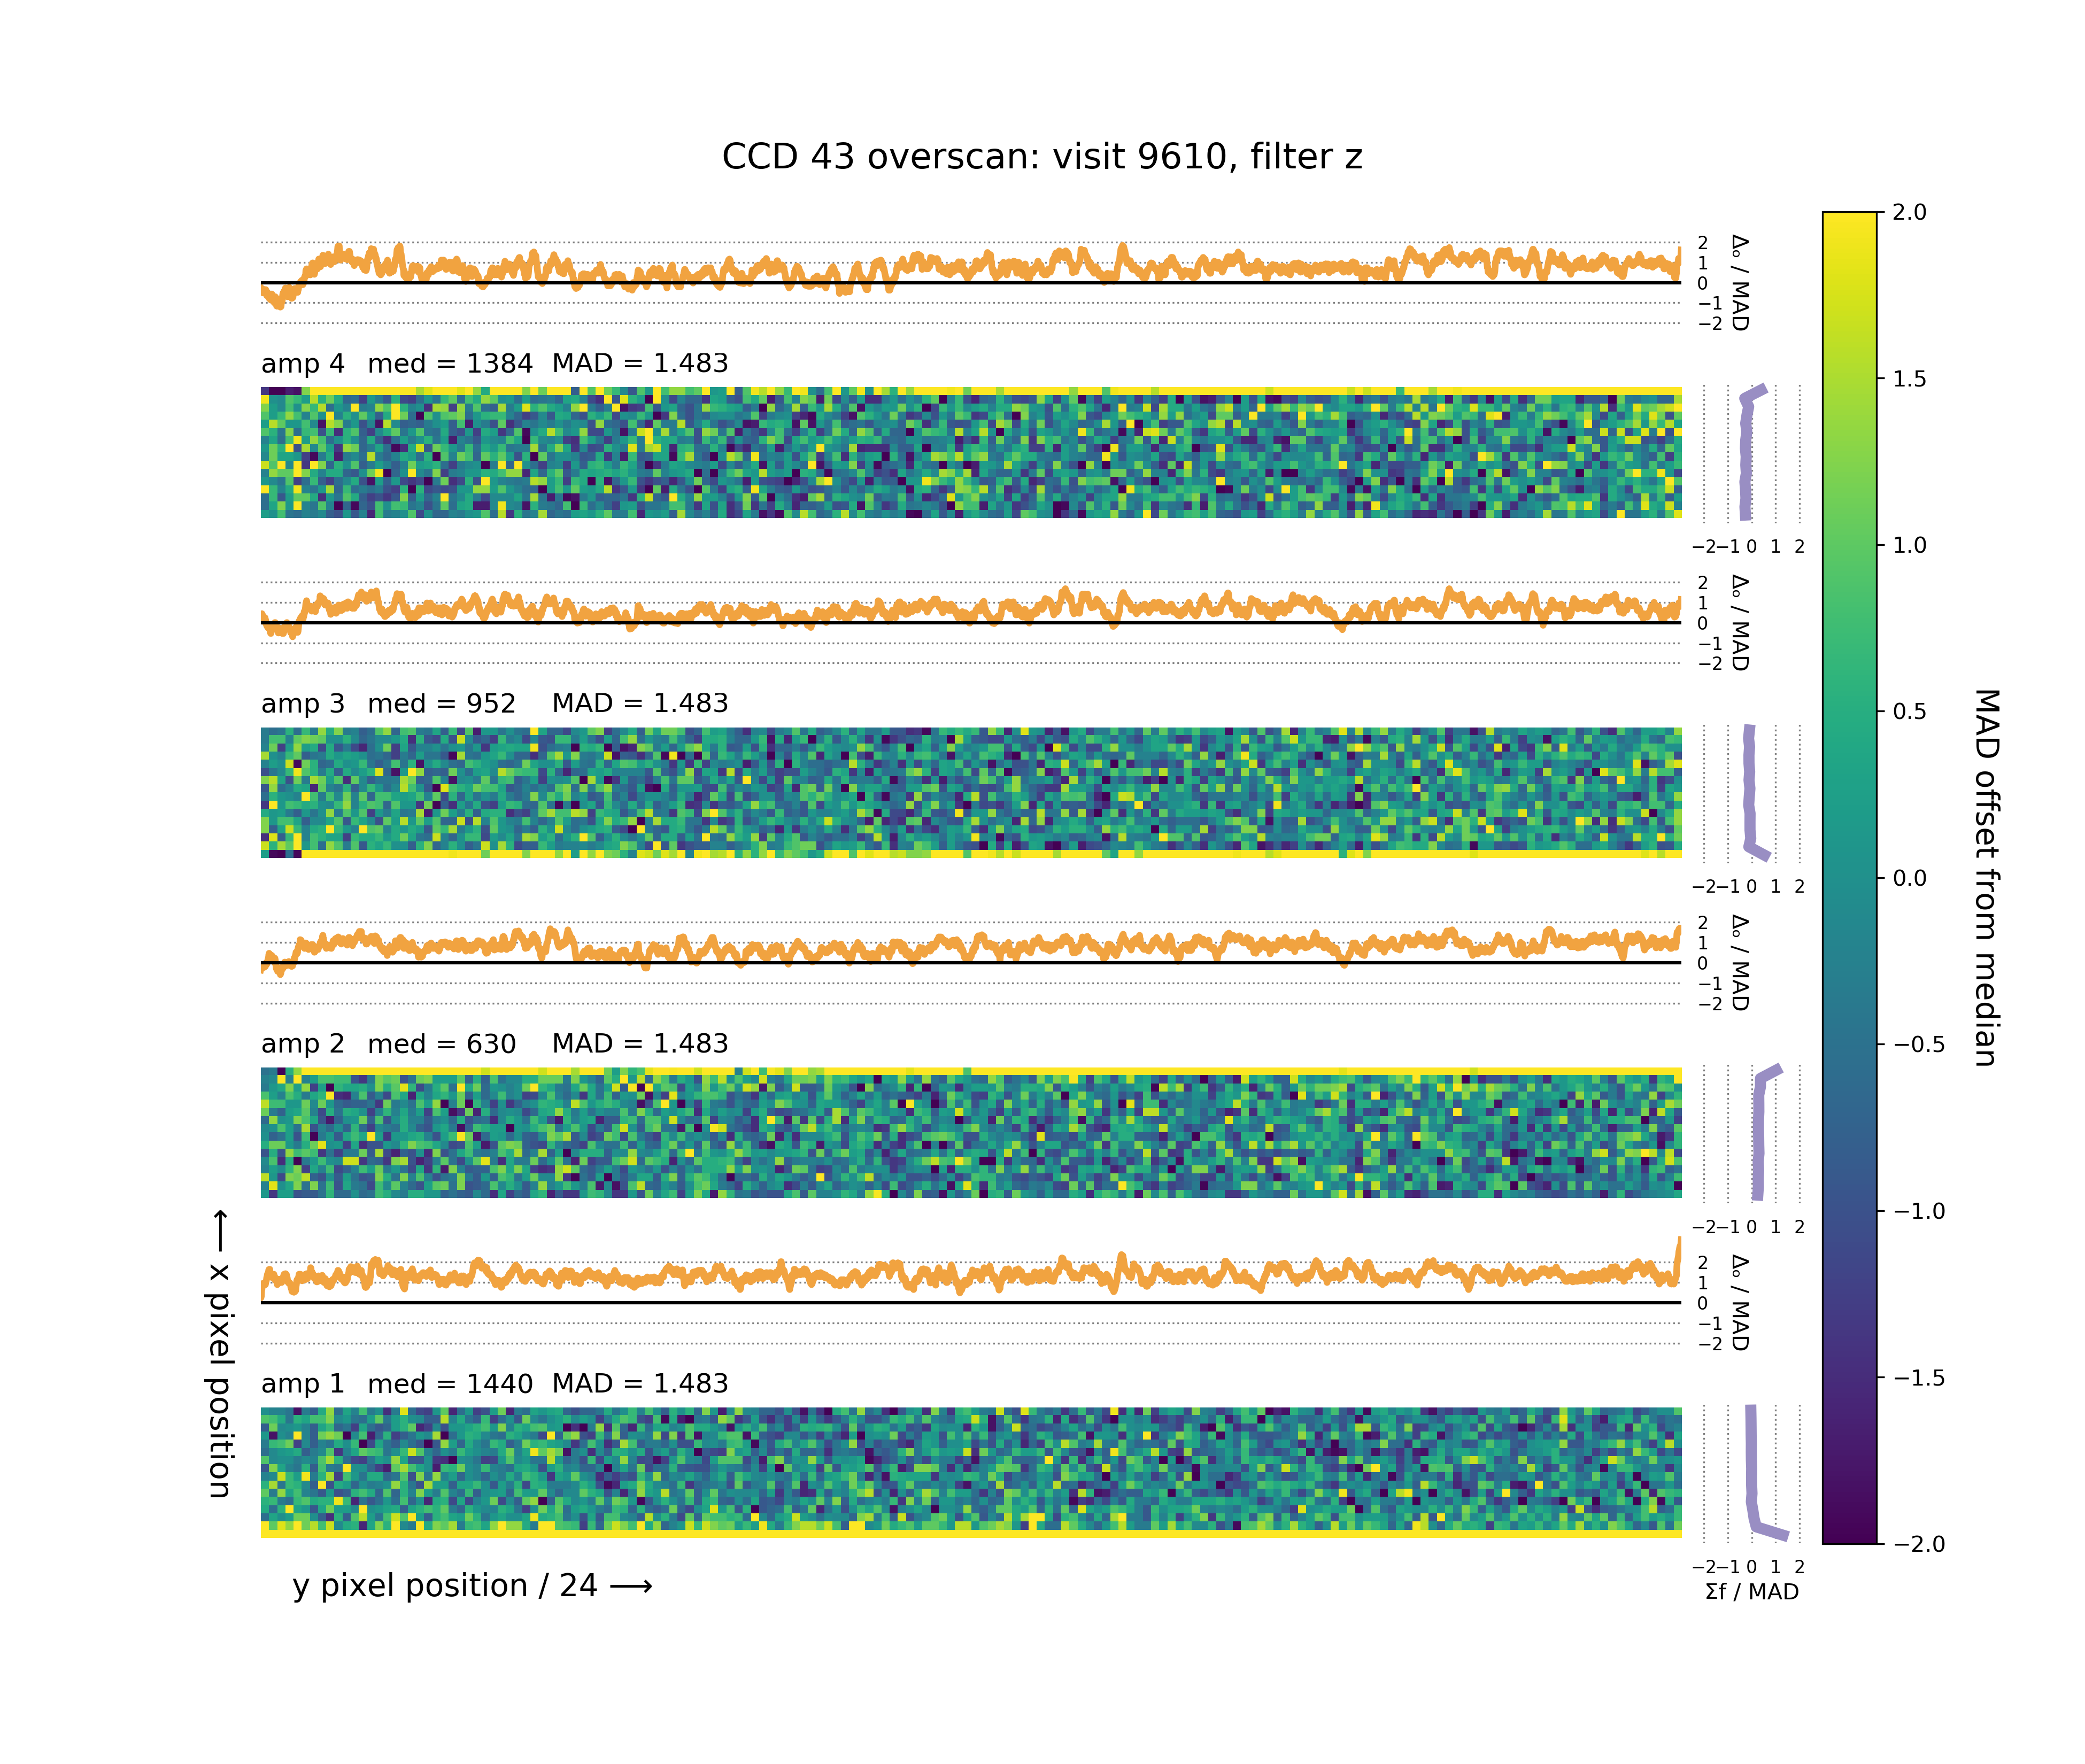 CCD 43 overscan: visit 9610, filter z
2
1
0
−1
−2
Δₒ / MAD
amp 4 med = 1384 MAD = 1.483
−2 −1 0 1 2
2
1
0
−1
−2
Δₒ / MAD
amp 3 med = 952 MAD = 1.483
−2 −1 0 1 2
2
1
0
−1
−2
Δₒ / MAD
amp 2 med = 630 MAD = 1.483
−2 −1 0 1 2
2
1
0
−1
−2
Δₒ / MAD
amp 1 med = 1440 MAD = 1.483
−2 −1 0 1 2
Σf / MAD
⟵ x pixel position
y pixel position / 24 ⟶
2.0
1.5
1.0
0.5
0.0
−0.5
−1.0
−1.5
−2.0
MAD offset from median